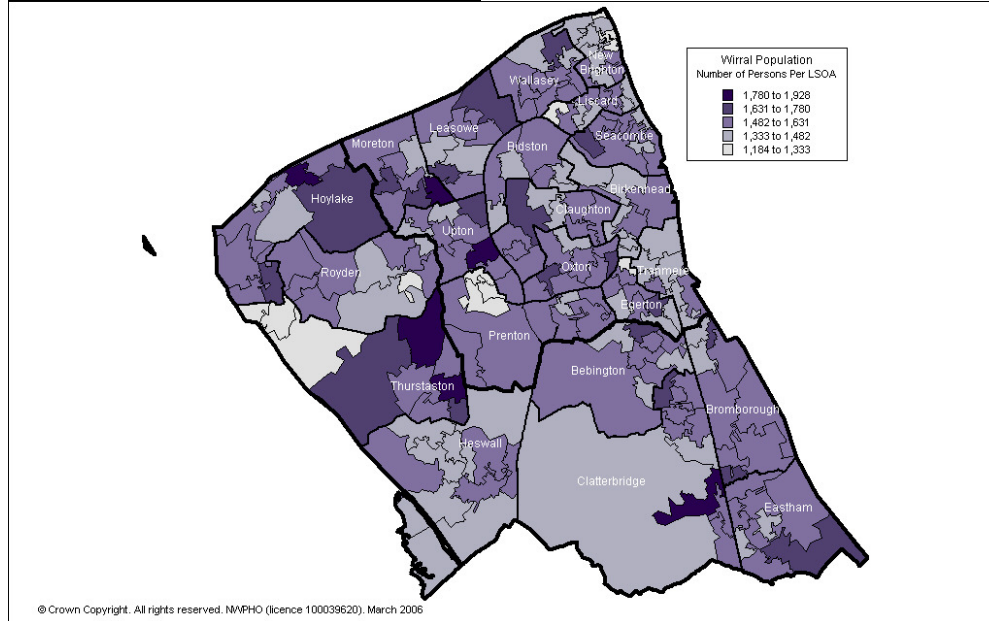 Wirral Population
Number of Persons Per LSOA
1,780 to 1,928
1,631 to 1,780
1,482 to 1,631
1,333 to 1,482
1,184 to 1,333
New
Brighton
Wallasey
Liscard
Leasowe
Seacombe
Moreton
Bidston
Birkenhead
Hoylake
Claughton
Upton
Oxton
Tranmere
Royden
Egerton
Prenton
Bebington
Thurstaston
Bromborough
Heswall
Clatterbridge
Eastham
© Crown Copyright. All rights reserved. NWPHO (licence 100039620). March 2006